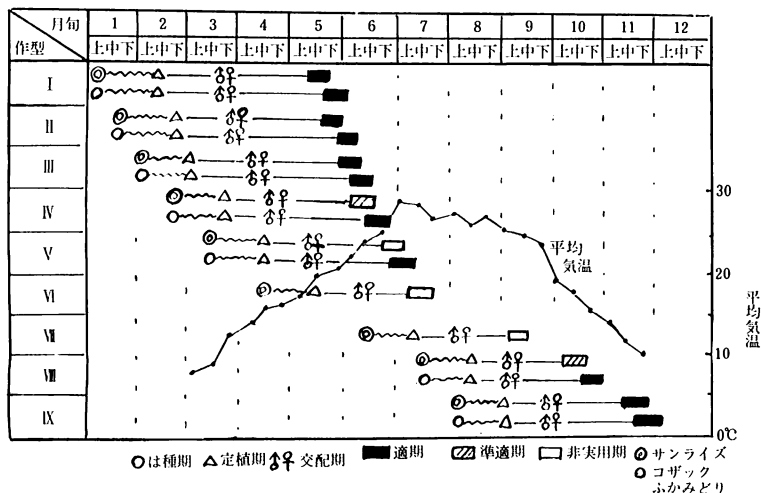 月旬
作型
1 2 3 4 5 6 7 8 9 10 11 12
上中下 上中下 上中下 上中下 上中下 上中下 上中下 上中下 上中下 上中下 上中下 上中下
I
II
III
IV
V
VI
VII
VIII
IX
30
20
10
0℃
平均
気温
平均気温
は種期 定植期 交配期 適期 準適期 非実用期 サンライズ
コザック
ふかみどり